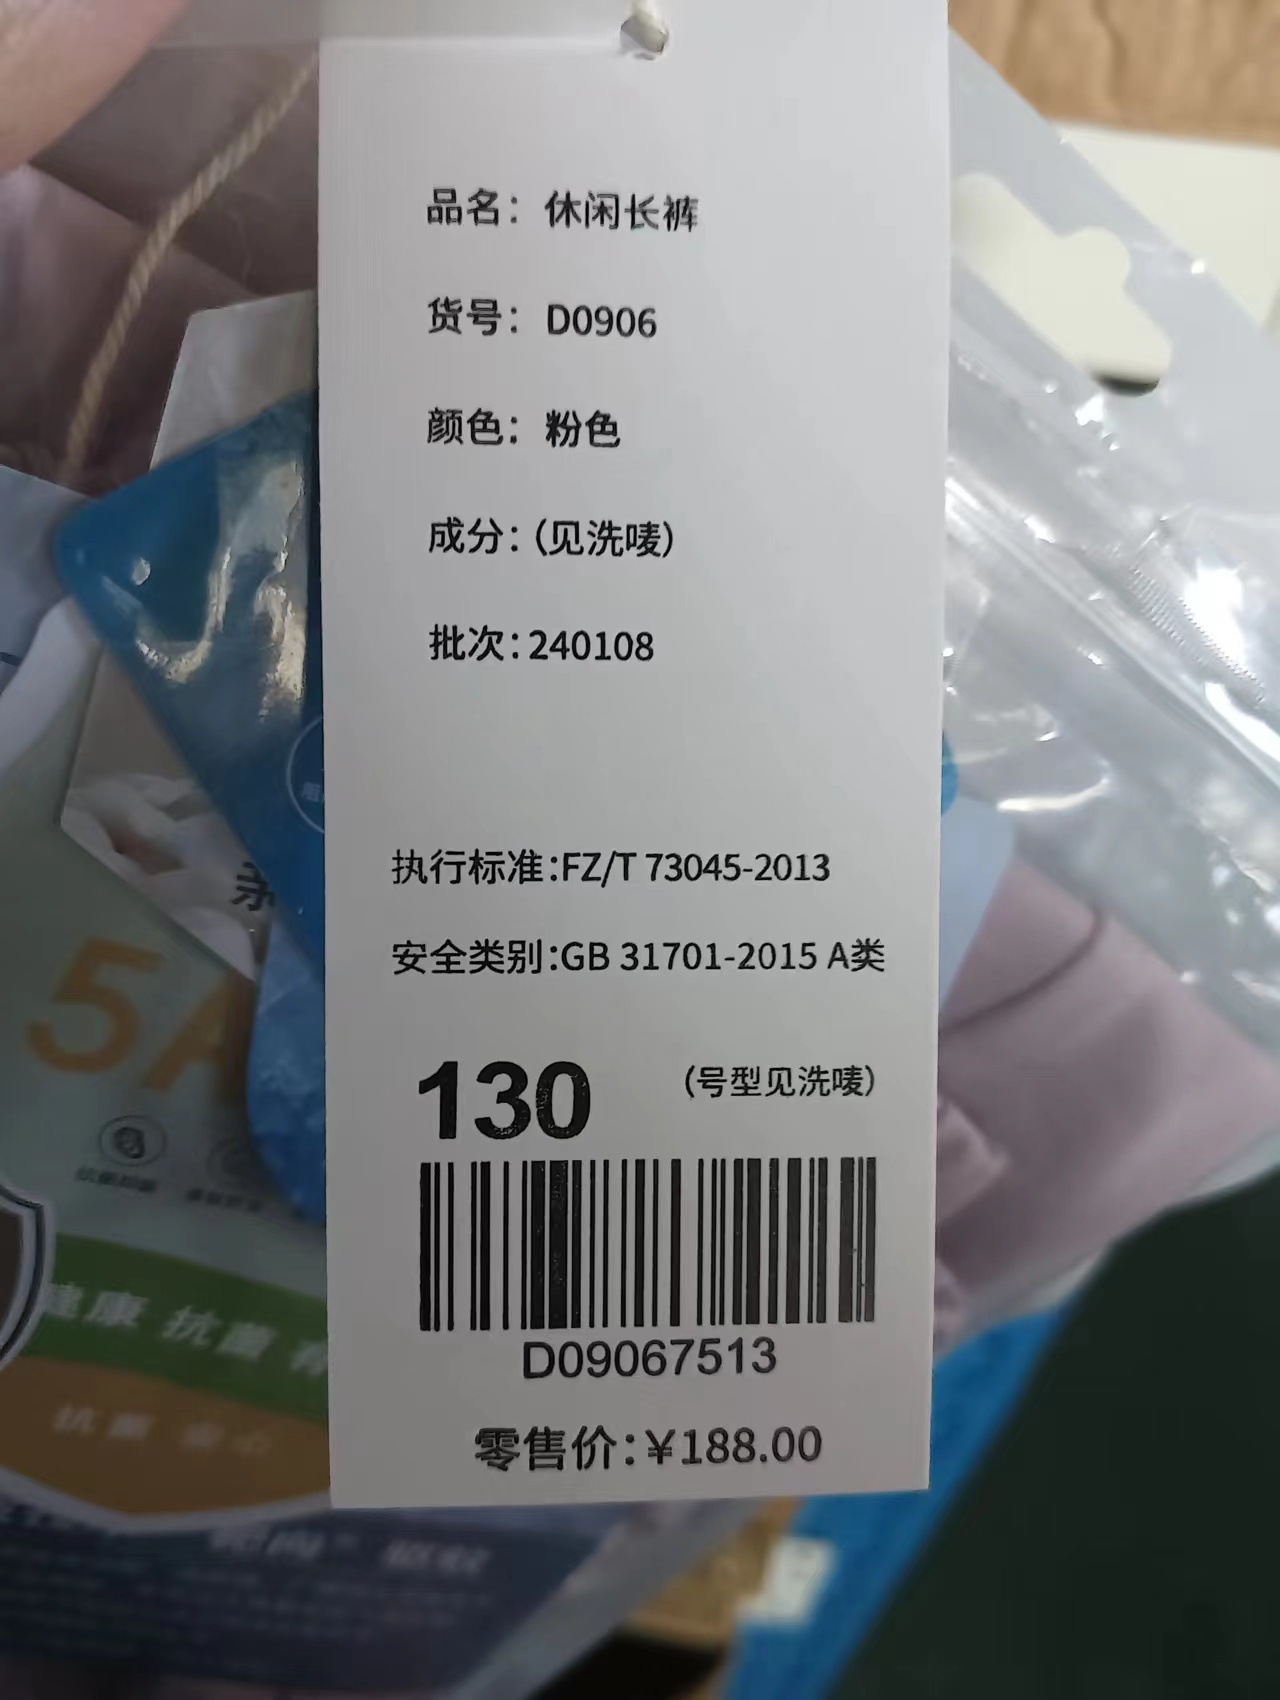 品名：休闲长裤
货号：D0906
颜色：粉色
成分：（见洗唛）
批次：240108
执行标准：FZ/T 73045-2013
安全类别：GB 31701-2015 A类
130 （号型见洗唛）
D09067513
零售价：¥188.00
5A
健康 抗菌
抗菌 安心